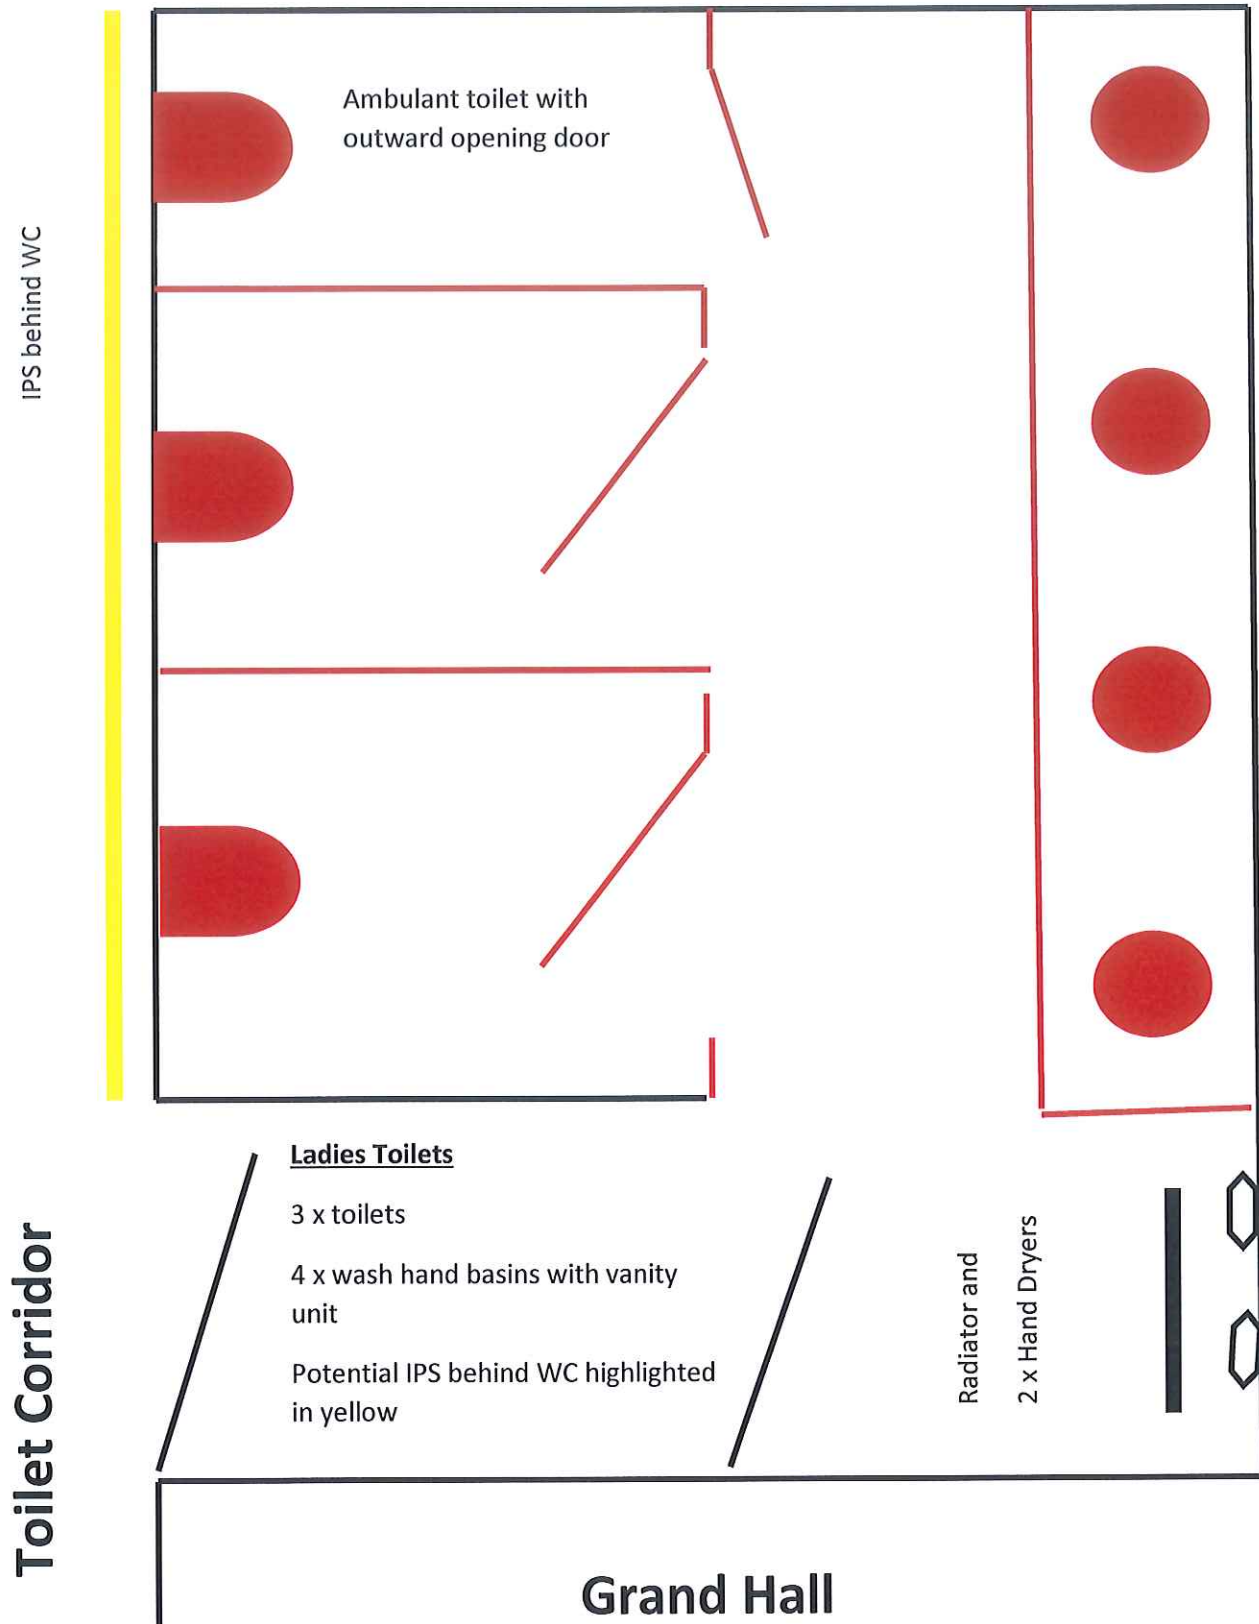 Ambulant toilet with
outward opening door
IPS behind WC
Ladies Toilets
3 x toilets
4 x wash hand basins with vanity
unit
Potential IPS behind WC highlighted
in yellow
Radiator and
2 x Hand Dryers
Toilet Corridor
Grand Hall